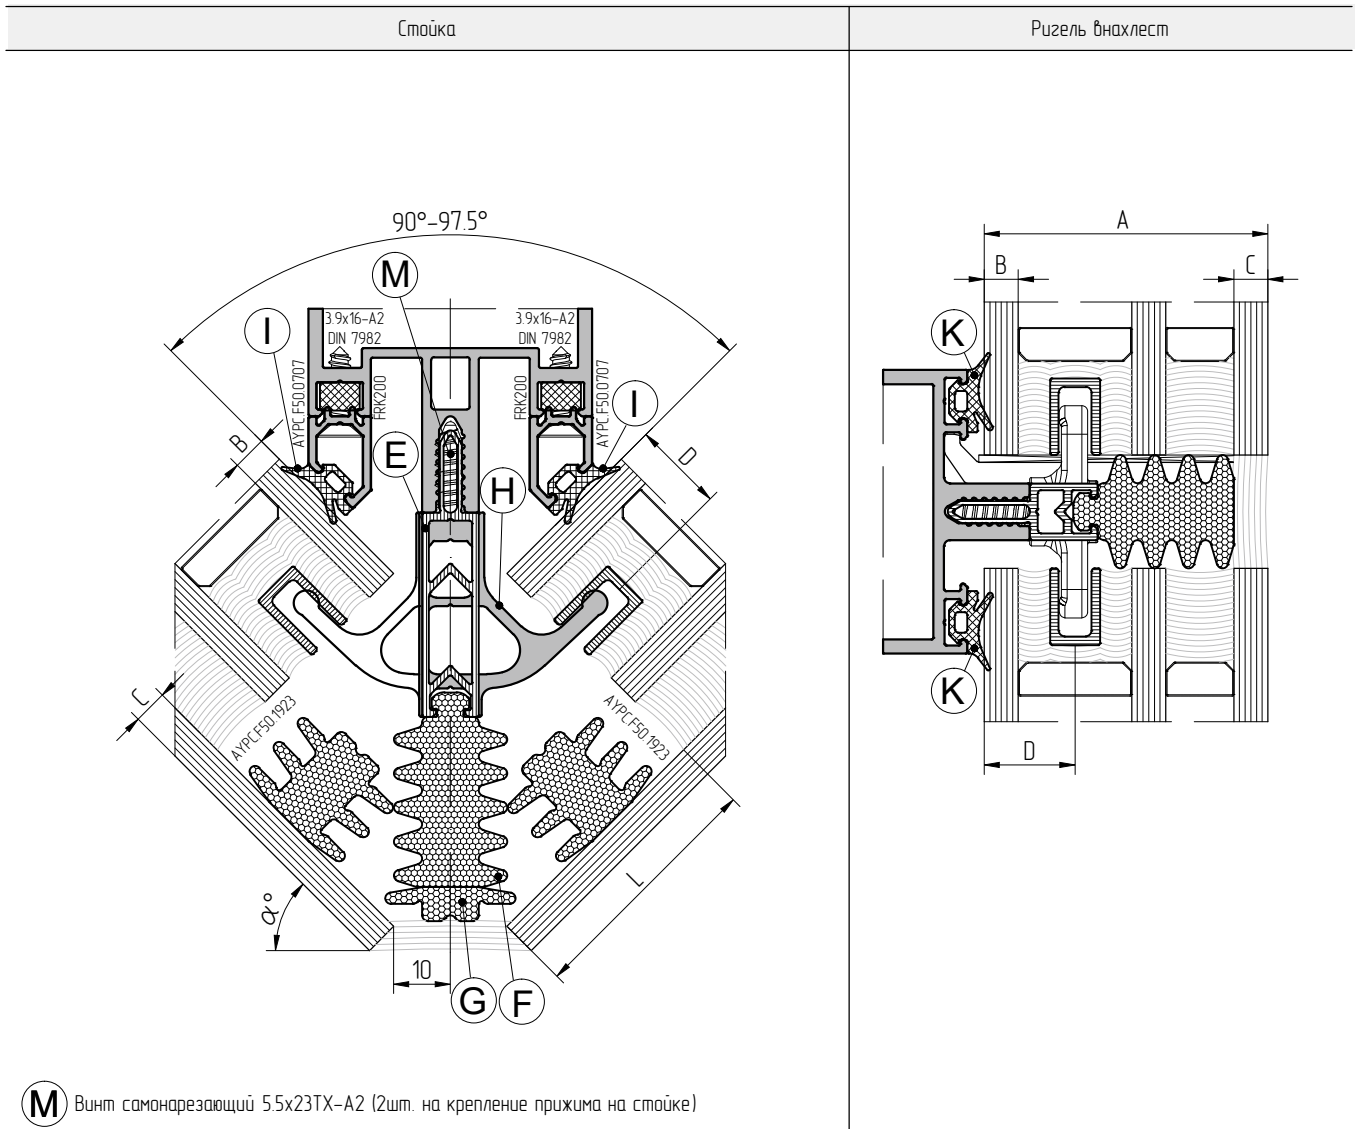 Стойка
Ригель внахлест
90°-97.5°
A
M
B
C
3.9x16-A2
DIN 7982
3.9x16-A2
DIN 7982
I
K
AYPC.F50.0707
FRK200
FRK200
AYPC.F50.0707
I
B
E
D
H
C
AYPC.F50.1923
AYPC.F50.1923
K
D
L
α°
10
G
F
M Винт самонарезающий 5.5x23TX-A2 (2шт. на крепление прижима на стойке)